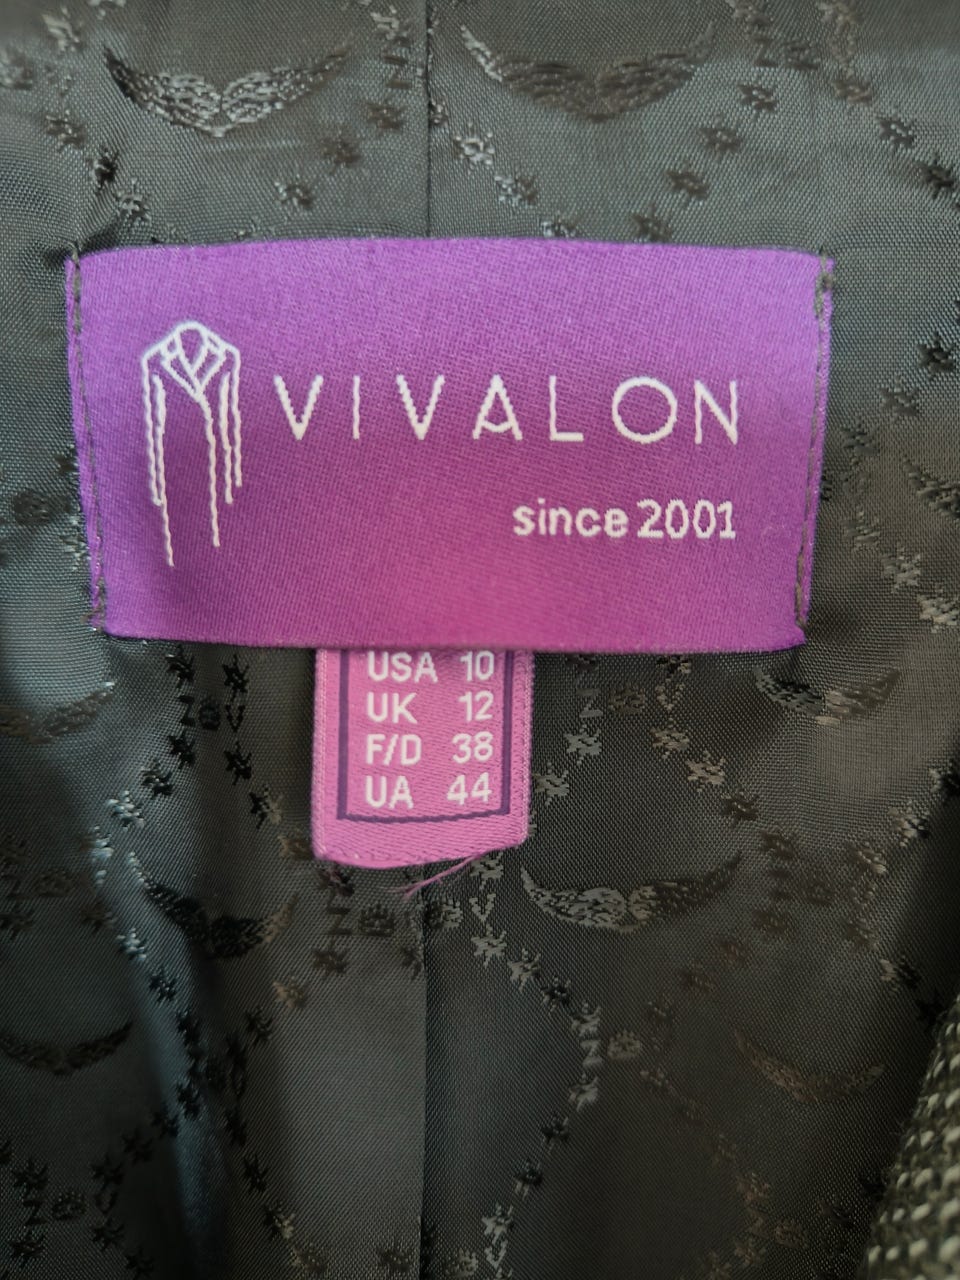 VIVALON
since 2001
USA 10
UK 12
F/D 38
UA 44